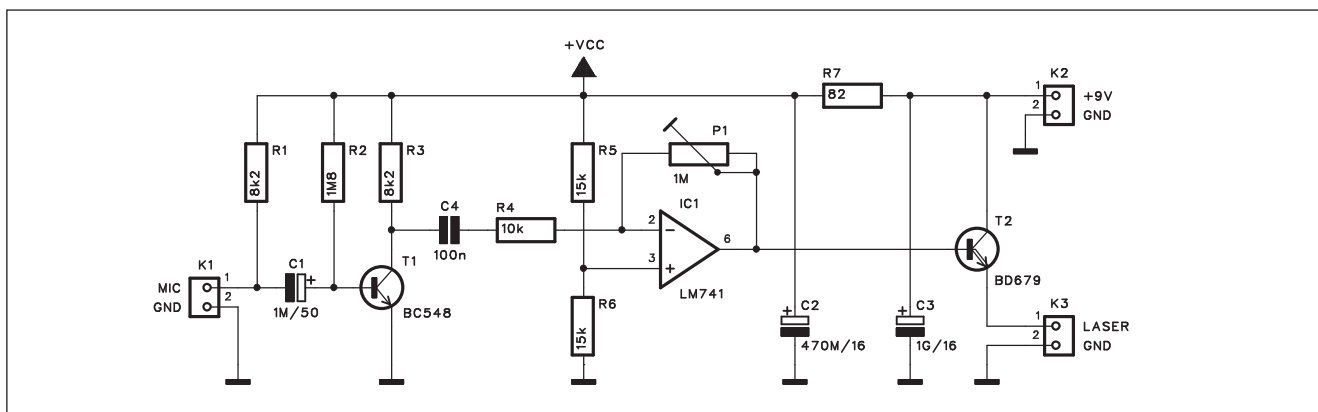 +VCC
R7
82
K2
1
+9V
2
GND
R1
8k2
R2
1M8
R3
8k2
R5
15k
P1
1M
C4
100n
R4
10k
IC1
2
-
3
+
6
LM741
T2
BD679
K1
MIC
1
GND
2
C1
+
1M/50
T1
BC548
R6
15k
+
C2
470M/16
+
C3
1G/16
K3
1
LASER
2
GND